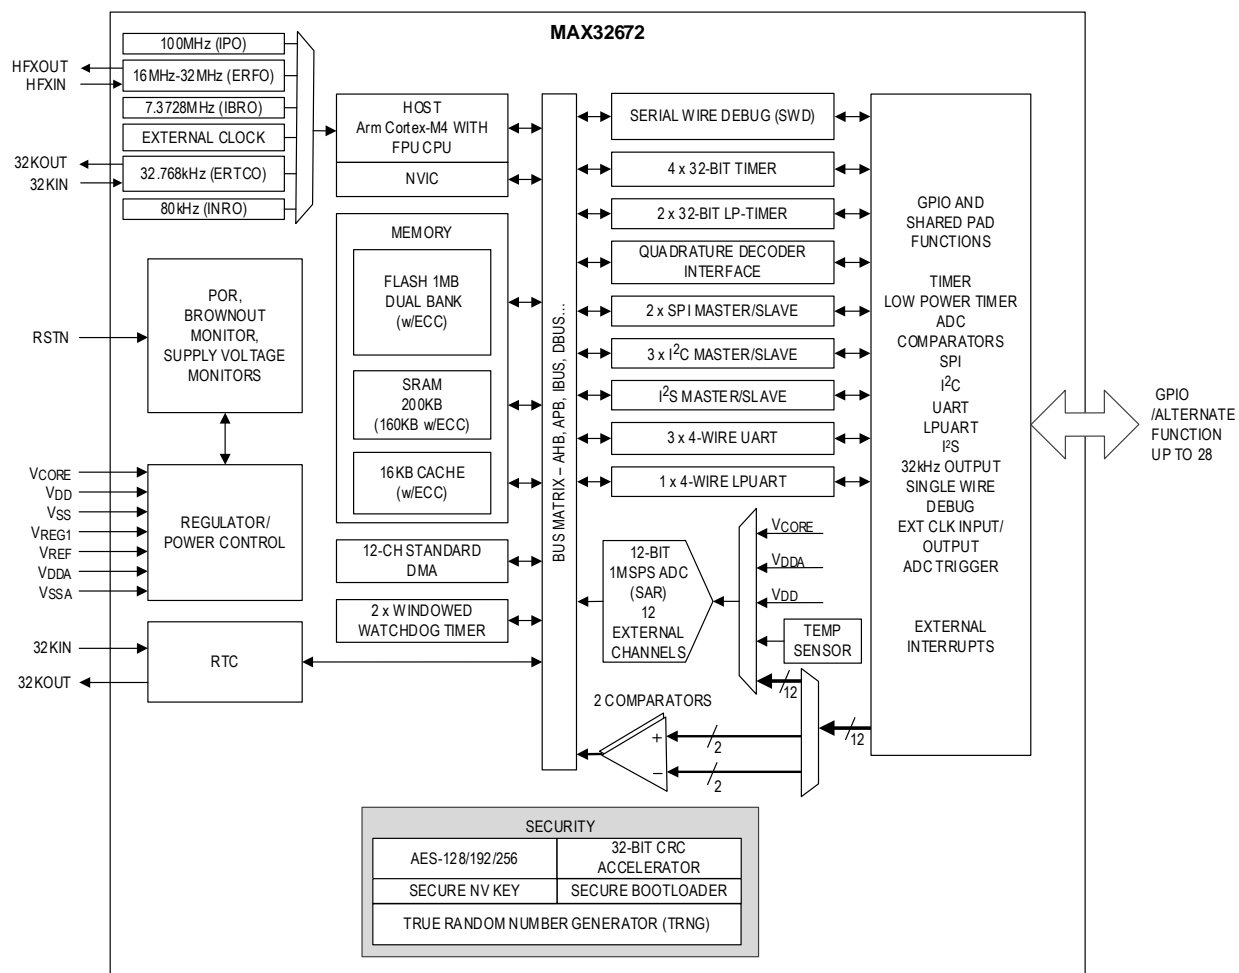 MAX32672
100MHz (IPO)
HFXOUT
HFXIN
16MHz-32MHz (ERFO)
7.3728MHz (IBRO)
EXTERNAL CLOCK
32KOUT
32KIN
32.768kHz (ERTCO)
80kHz (INRO)
HOST
Arm Cortex-M4 WITH
FPU CPU
NVIC
MEMORY
FLASH 1MB
DUAL BANK
(w/ECC)
SRAM
200KB
(160KB w/ECC)
16KB CACHE
(w/ECC)
12-CH STANDARD
DMA
2 x WINDOWED
WATCHDOG TIMER
RSTN
POR,
BROWNOUT
MONITOR,
SUPPLY VOLTAGE
MONITORS
VCORE
VDD
VSS
VREG1
VREF
VDDA
VSSA
REGULATOR/
POWER CONTROL
32KIN
32KOUT
RTC
BUS MATRIX – AHB, APB, IBUS, DBUS...
SERIAL WIRE DEBUG (SWD)
4 x 32-BIT TIMER
2 x 32-BIT LP-TIMER
QUADRATURE DECODER
INTERFACE
2 x SPI MASTER/SLAVE
3 x I2C MASTER/SLAVE
I2S MASTER/SLAVE
3 x 4-WIRE UART
1 x 4-WIRE LPUART
12-BIT
1MSPS ADC
(SAR)
12
EXTERNAL
CHANNELS
VCORE
VDDA
VDD
TEMP
SENSOR
12
12
2 COMPARATORS
+
–
2
2
GPIO AND
SHARED PAD
FUNCTIONS
TIMER
LOW POWER TIMER
ADC
COMPARATORS
SPI
I2C
UART
LPUART
I2S
32kHz OUTPUT
SINGLE WIRE
DEBUG
EXT CLK INPUT/
OUTPUT
ADC TRIGGER
EXTERNAL
INTERRUPTS
GPIO
/ALTERNATE
FUNCTION
UP TO 28
SECURITY
AES-128/192/256
32-BIT CRC
ACCELERATOR
SECURE NV KEY
SECURE BOOTLOADER
TRUE RANDOM NUMBER GENERATOR (TRNG)